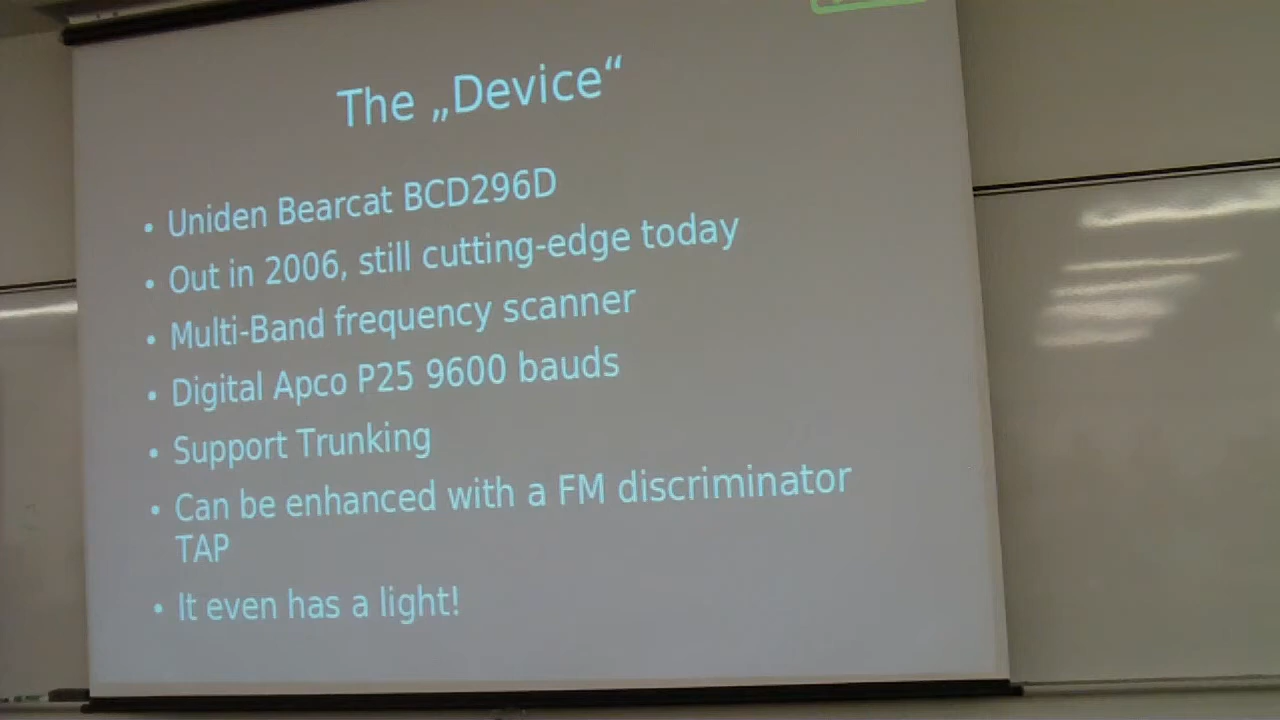 The „Device“
• Uniden Bearcat BCD296D
• Out in 2006, still cutting-edge today
• Multi-Band frequency scanner
• Digital Apco P25 9600 bauds
• Support Trunking
• Can be enhanced with a FM discriminator
TAP
• It even has a light!